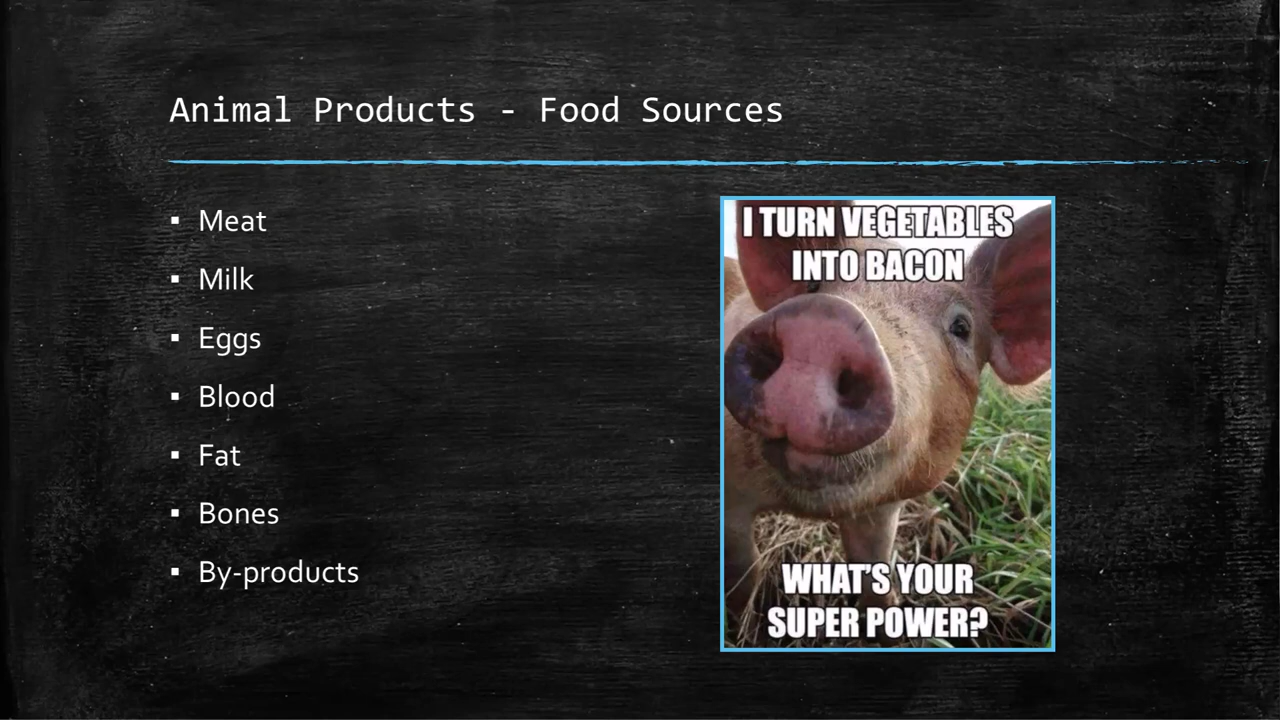 Animal Products - Food Sources
▪ Meat
▪ Milk
▪ Eggs
▪ Blood
▪ Fat
▪ Bones
▪ By-products
I TURN VEGETABLES
INTO BACON
WHAT'S YOUR
SUPER POWER?